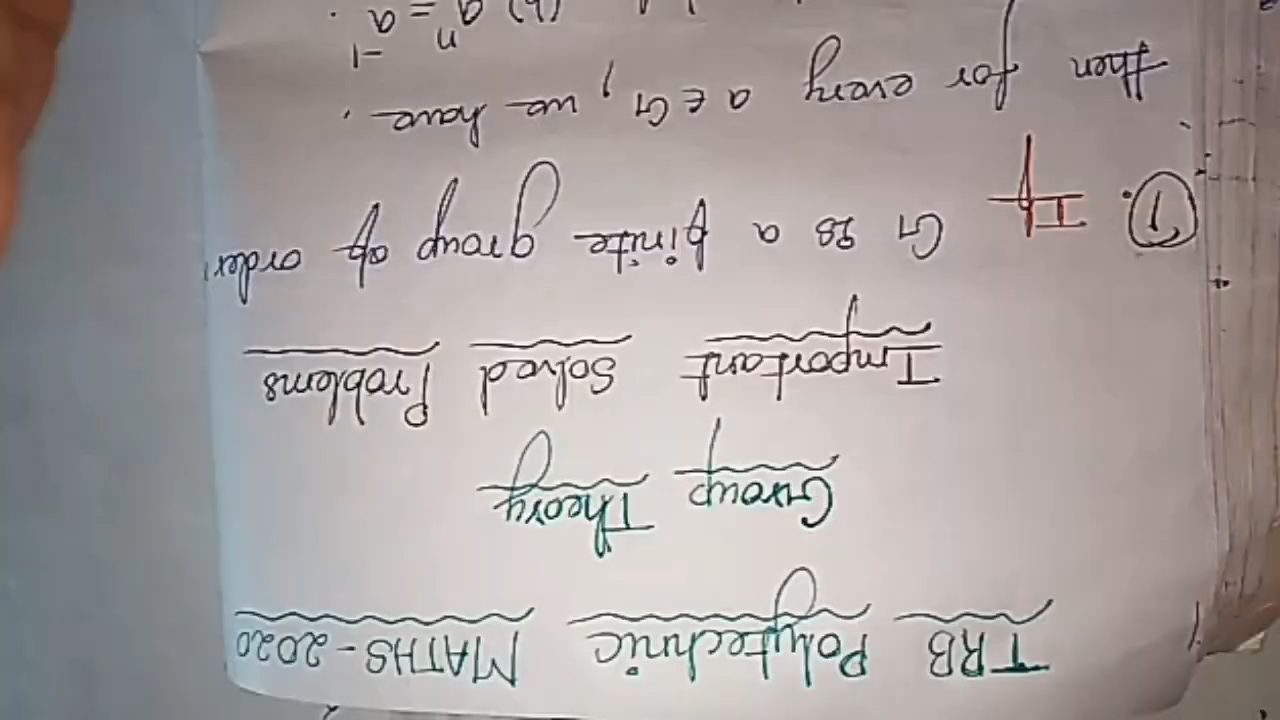 TRB Polytechnic MATHS-2020
Group Theory
Important Solved Problems
① If G is a finite group of order
then for every a ∈ G, we have
(b) aⁿ = a⁻¹.